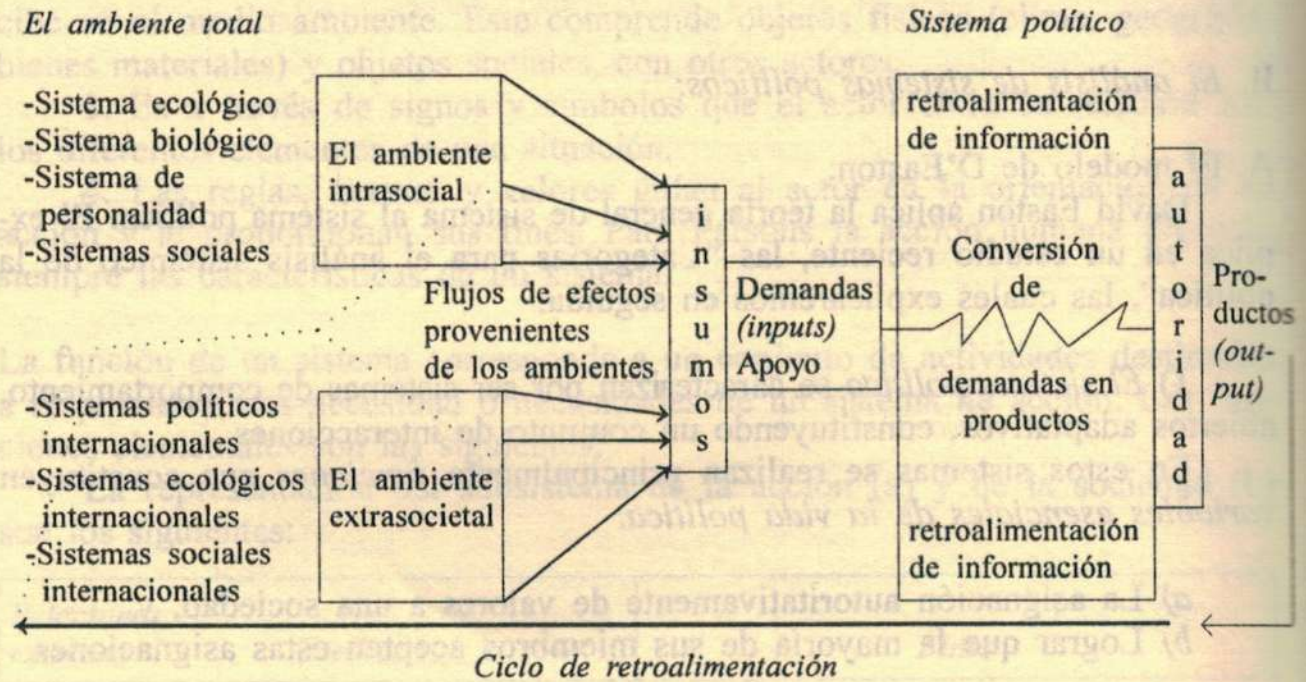 El ambiente total
Sistema político
-Sistema ecológico
-Sistema biológico
-Sistema de
personalidad
-Sistemas sociales
-Sistemas políticos
internacionales
-Sistemas ecológicos
internacionales
-Sistemas sociales
internacionales
El ambiente
intrasocial
Flujos de efectos
provenientes
de los ambientes
El ambiente
extrasocietal
insumos
Demandas
(inputs)
Apoyo
retroalimentación
de información
Conversión
de
demandas en
productos
retroalimentación
de información
autoridad
Pro-
ductos
(out-
put)
Ciclo de retroalimentación